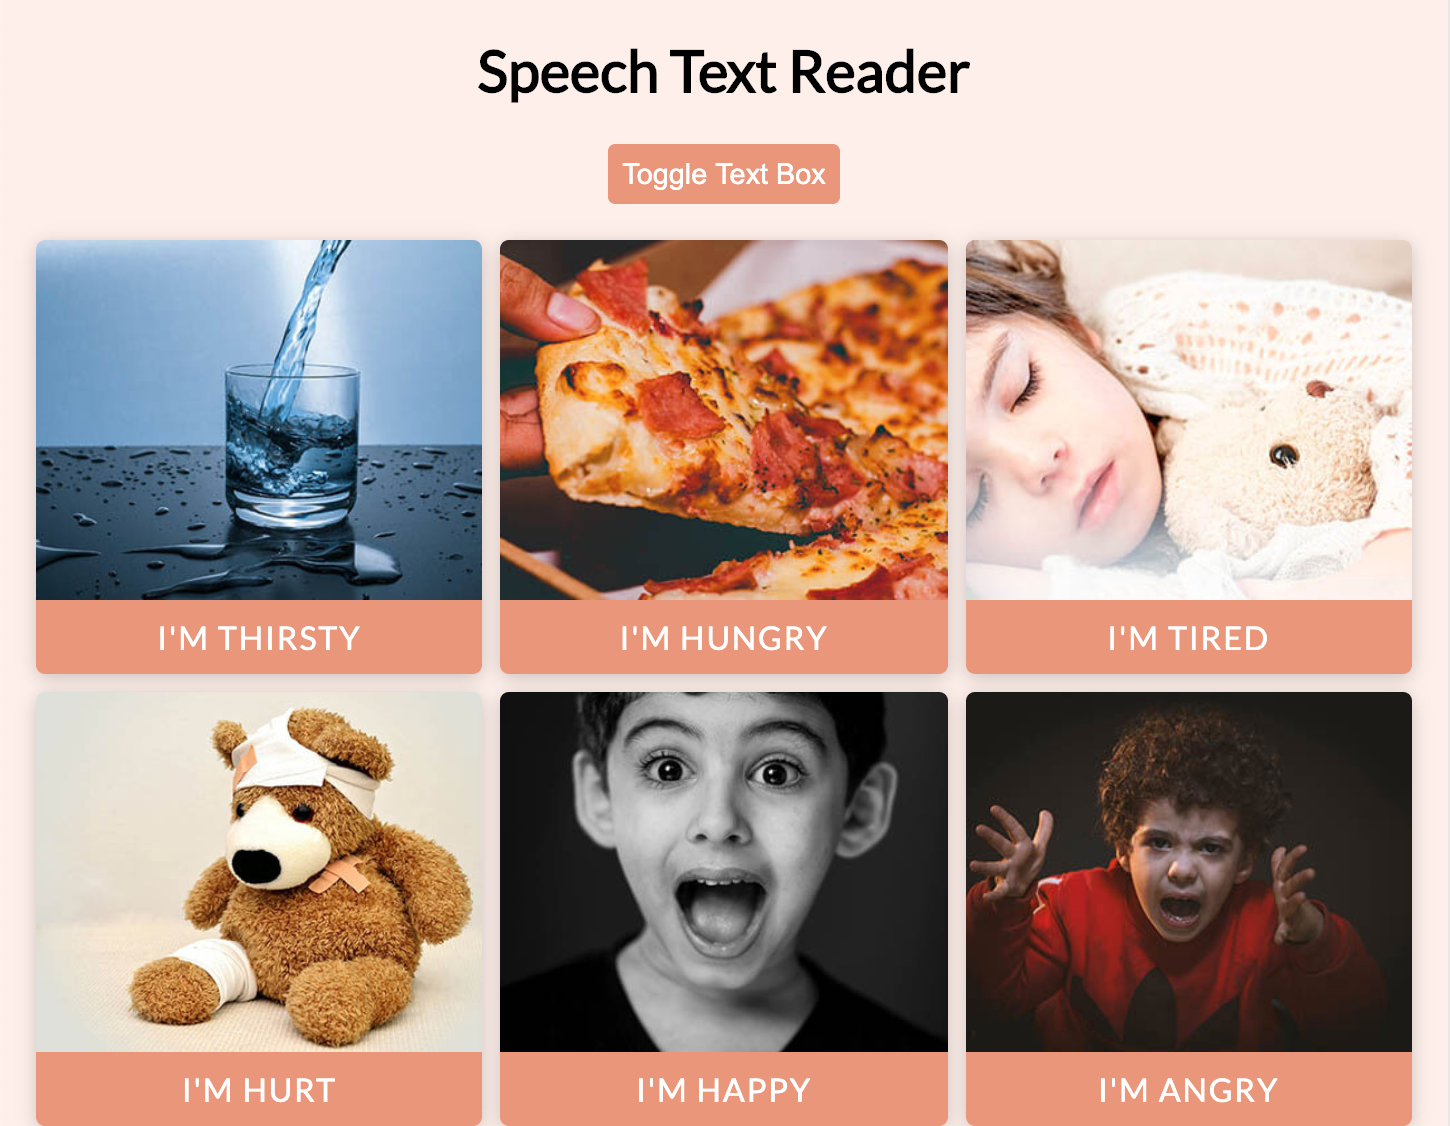 Speech Text Reader
Toggle Text Box
I'M THIRSTY
I'M HUNGRY
I'M TIRED
I'M HURT
I'M HAPPY
I'M ANGRY